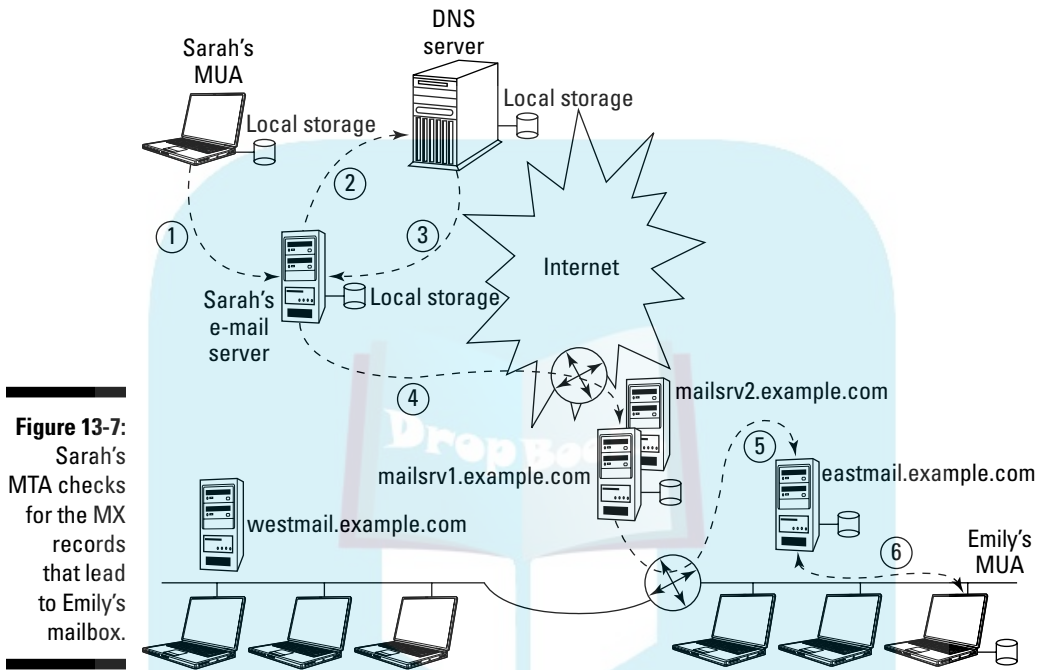 DNS
server
Sarah's
MUA
Local storage
Local storage
2
1
3
Internet
Sarah's
e-mail
server
Local storage
4
mailsrv2.example.com
Figure 13-7:
Sarah's
MTA checks
for the MX
records
that lead
to Emily's
mailbox.
Drop Boo
mailsrv1.example.com
5
eastmail.example.com
westmail.example.com
6
Emily's
MUA